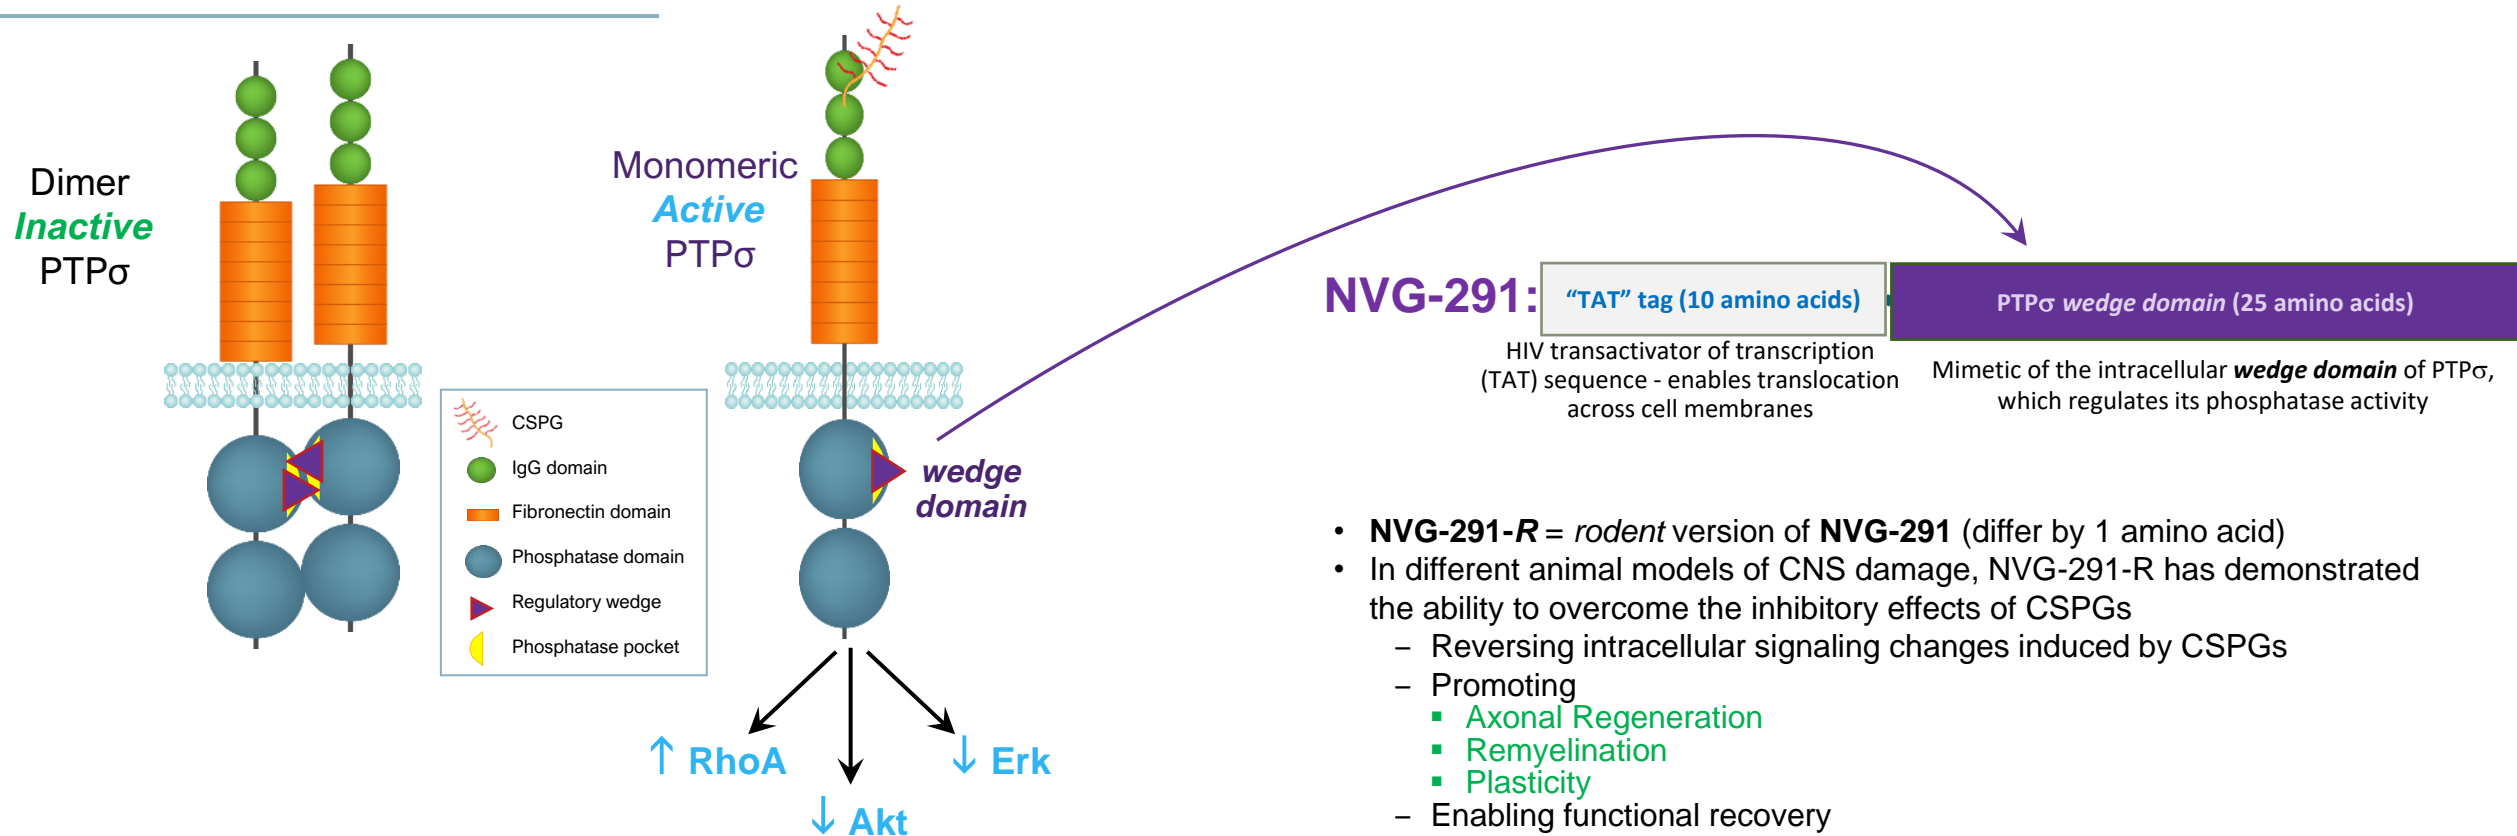 Dimer
Inactive
PTPσ
Monomeric
Active
PTPσ
CSPG
IgG domain
Fibronectin domain
Phosphatase domain
Regulatory wedge
Phosphatase pocket
wedge
domain
↑ RhoA
↓ Akt
↓ Erk
NVG-291:
“TAT” tag (10 amino acids)
PTPσ wedge domain (25 amino acids)
HIV transactivator of transcription
(TAT) sequence - enables translocation
across cell membranes
Mimetic of the intracellular wedge domain of PTPσ,
which regulates its phosphatase activity
• NVG-291-R = rodent version of NVG-291 (differ by 1 amino acid)
• In different animal models of CNS damage, NVG-291-R has demonstrated
the ability to overcome the inhibitory effects of CSPGs
– Reversing intracellular signaling changes induced by CSPGs
– Promoting
▪ Axonal Regeneration
▪ Remyelination
▪ Plasticity
– Enabling functional recovery